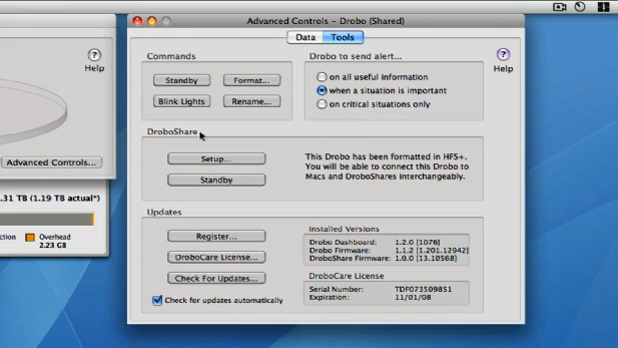 Advanced Controls – Drobo (Shared)
Data
Tools
Help
Advanced Controls...
.31 TB (1.19 TB actual*)
ction
Overhead
2.23 GB
Commands
Standby
Format...
Blink Lights
Rename...
Drobo to send alert...
on all useful information
when a situation is important
on critical situations only
?
Help
DroboShare
Setup...
Standby
This Drobo has been formatted in HFS+.
You will be able to connect this Drobo to
Macs and DroboShares interchangeably.
Updates
Register...
DroboCare License...
Check For Updates...
Check for updates automatically
Installed Versions
Drobo Dashboard: 1.2.0 [1076]
Drobo Firmware: 1.1.2 [1.201.12942]
DroboShare Firmware: 1.0.0 [13.10568]
DroboCare License
Serial Number: TDF073509851
Expiration: 11/01/08